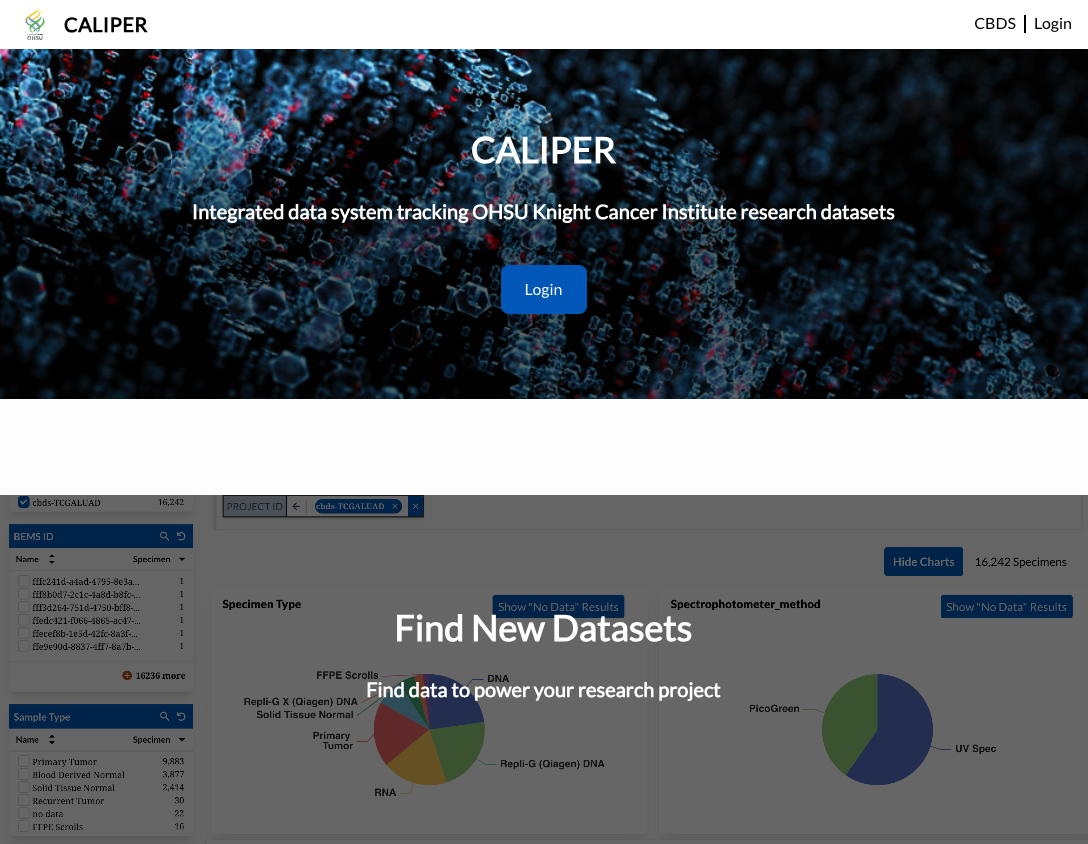 OHSU
CALIPER
CBDS | Login
CALIPER
Integrated data system tracking OHSU Knight Cancer Institute research datasets
Login
cbds-TCGALUAD 16,242
PROJECT ID cbds-TCGALUAD
BEMS ID
Name Specimen
fffc241d-a4ad-4795-8e3a... 1
fff8b0d7-2c1c-4a8d-b8fc-... 1
fff3d264-751d-4750-bff8-... 1
ffedc421-f066-4865-ac47-... 1
ffecef8b-1e5d-42fc-8a3f-... 1
ffe9e90d-8837-4ff7-8a7b-... 1
16236 more
Sample Type
Name Specimen
Primary Tumor 9,883
Blood Derived Normal 3,877
Solid Tissue Normal 2,414
Recurrent Tumor 30
no data 22
FFPE Scrolls 16
Hide Charts 16,242 Specimens
Specimen Type
Show "No Data" Results
Spectrophotometer_method
Show "No Data" Results
Find New Datasets
Find data to power your research project
FFPE Scrolls
DNA
Repli-G X (Qiagen) DNA
Solid Tissue Normal
Primary
Tumor
Repli-G (Qiagen) DNA
RNA
PicoGreen
UV Spec